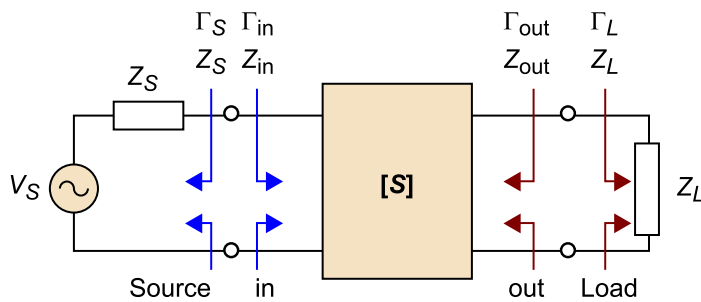 Γ_S Γ_in Γ_out Γ_L
Z_S Z_in Z_out Z_L
Z_S
V_S [S] Z_L
Source in out Load